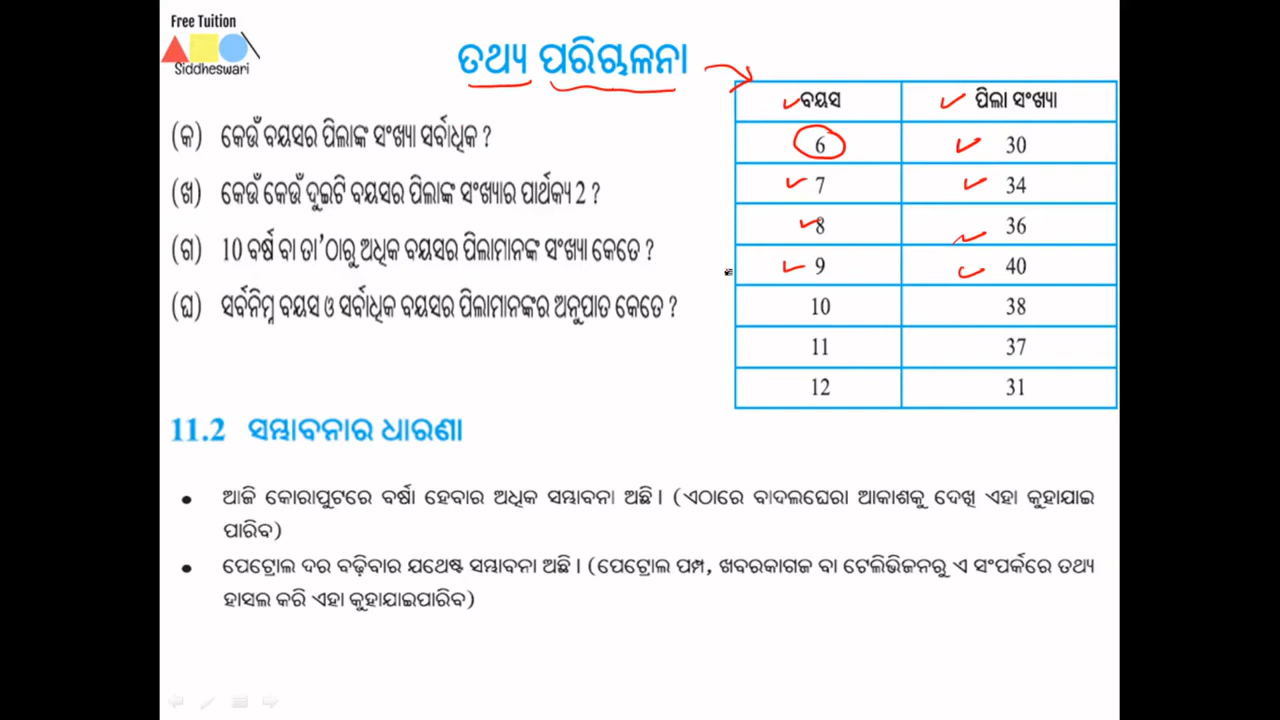 Free Tuition
Siddheswari
ତଥ୍ୟ ପରିଚାଳନା
(କ) କେଉଁ ବୟସର ପିଲାଙ୍କ ସଂଖ୍ୟା ସର୍ବାଧିକ ?
(ଖ) କେଉଁ କେଉଁ ଦୁଇଟି ବୟସର ପିଲାଙ୍କ ସଂଖ୍ୟାର ପାର୍ଥକ୍ୟ 2 ?
(ଗ) 10 ବର୍ଷ ବା ତା'ଠାରୁ ଅଧିକ ବୟସର ପିଲାମାନଙ୍କ ସଂଖ୍ୟା କେତେ ?
(ଘ) ସର୍ବନିମ୍ନ ବୟସ ଓ ସର୍ବାଧିକ ବୟସର ପିଲାମାନଙ୍କର ଅନୁପାତ କେତେ ?
ବୟସ ପିଲା ସଂଖ୍ୟା
6 30
7 34
8 36
9 40
10 38
11 37
12 31
11.2 ସମ୍ଭାବନାର ଧାରଣା
• ଆଜି କୋରାପୁଟରେ ବର୍ଷା ହେବାର ଅଧିକ ସମ୍ଭାବନା ଅଛି । (ଏଠାରେ ବାଦଲଘେରା ଆକାଶକୁ ଦେଖି ଏହା କୁହାଯାଇ
ପାରିବ)
• ପେଟ୍ରୋଲ ଦର ବଢ଼ିବାର ଯଥେଷ୍ଟ ସମ୍ଭାବନା ଅଛି । (ପେଟ୍ରୋଲ ପମ୍ପ, ଖବରକାଗଜ ବା ଟେଲିଭିଜନରୁ ଏ ସଂପର୍କରେ ତଥ୍ୟ
ହାସଲ କରି ଏହା କୁହାଯାଇପାରିବ)